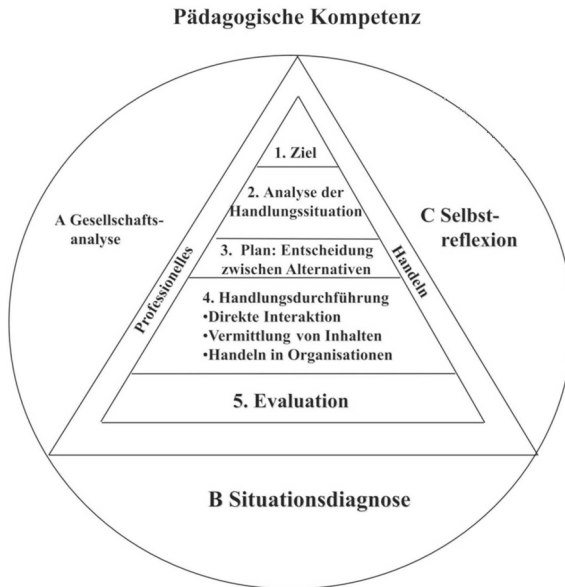 Pädagogische Kompetenz
1. Ziel
2. Analyse der
Handlungssituation
A Gesellschafts-
analyse
C Selbst-
reflexion
3. Plan: Entscheidung
zwischen Alternativen
Professionelles
Handeln
4. Handlungsdurchführung
•Direkte Interaktion
•Vermittlung von Inhalten
•Handeln in Organisationen
5. Evaluation
B Situationsdiagnose